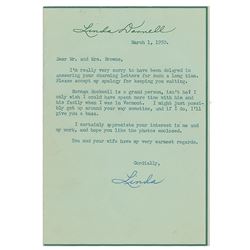 Linda Darnell
March 1, 1950.
Dear Mr. and Mrs. Browne,
I'm really very sorry to have been delayed in
answering your charming letters for such a long time.
Please accept my apology for keeping you waiting.
Norman Rockwell is a grand person, isn't he? I
only wish I could have spent more time with him and
his family when I was in Vermont. I might just possi-
bly get up around your way sometime, and if I do, I'll
give you a buzz.
I certainly appreciate your interest in me and
my work, and hope you like the photos enclosed.
You and your wife have my very warmest regards.
Cordially,
Linda